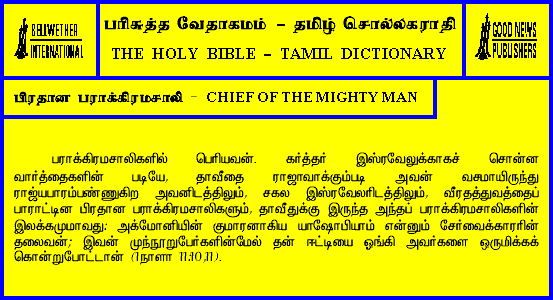 BELLWETHER
INTERNATIONAL
பரிசுத்த வேதாகமம் – தமிழ் சொல்லகராதி
THE HOLY BIBLE – TAMIL DICTIONARY
GOOD NEWS
PUBLISHERS
பிரதான பராக்கிரமசாலி – CHIEF OF THE MIGHTY MAN
பராக்கிரமசாலிகளில் பெரியவன். கர்த்தர் இஸ்ரவேலுக்காகச் சொன்ன
வார்த்தைகளின் படியே, தாவீதை ராஜாவாக்கும்படி அவன் வசமாயிருந்து
ராஜ்யபாரம்பண்ணுகிற அவனிடத்திலும், சகல இஸ்ரவேலரிடத்திலும், வீரதத்துவத்தைப்
பாராட்டின பிரதான பராக்கிரமசாலிகளும், தாவீதுக்கு இருந்த அந்தப் பராக்கிரமசாலிகளின்
இலக்கமுமாவது: அக்மோனியின் குமாரனாகிய யாஷோபியாம் என்னும் சேர்வைக்காரரின்
தலைவன்; இவன் முந்நூறுபேர்களின்மேல் தன் ஈட்டியை ஓங்கி அவர்களை ஒருமிக்கக்
கொன்றுபோட்டான் (1நாளா 11:10,11).